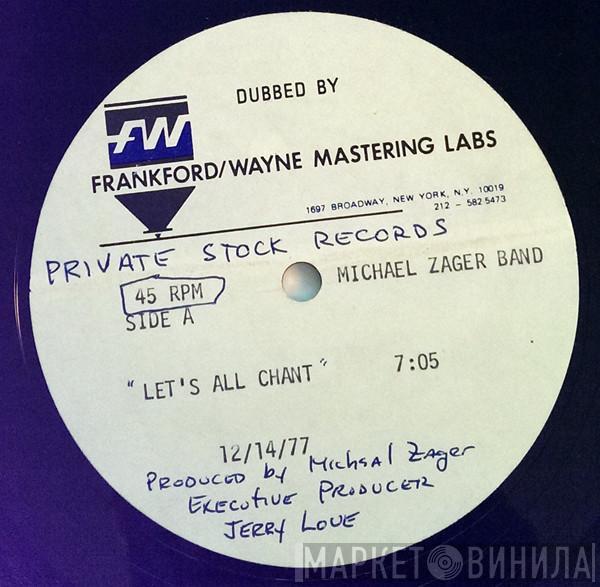 DUBBED BY
FW
FRANKFORD/WAYNE MASTERING LABS
1697 BROADWAY, NEW YORK, N.Y. 10019
212 - 582 5473
PRIVATE STOCK RECORDS
45 RPM
MICHAEL ZAGER BAND
SIDE A
"LET'S ALL CHANT" 7:05
12/14/77
PRODUCED by Michael Zager
EXECUTIVE PRODUCER
JERRY LOVE
МАРКЕТ ВИНИЛА